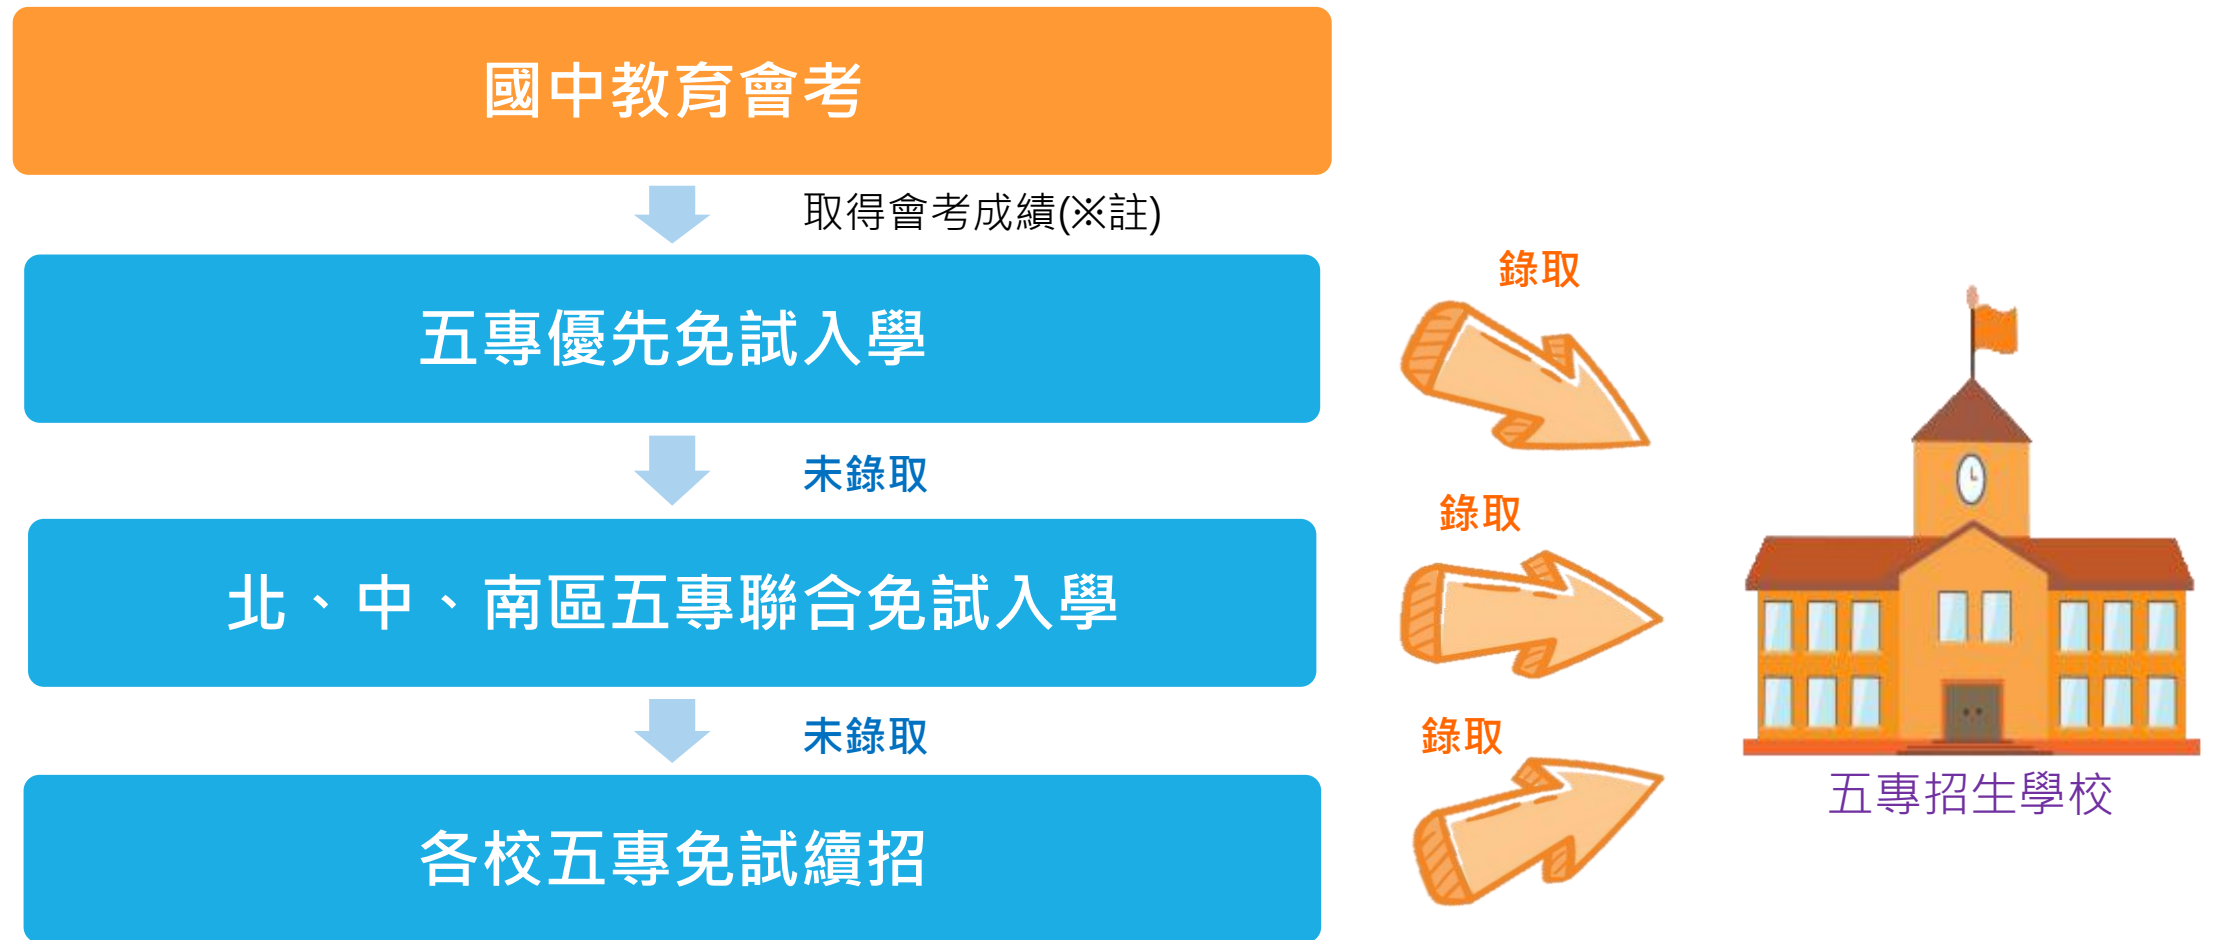 國中教育會考
取得會考成績(※註)
錄取
五專優先免試入學
未錄取
錄取
北、中、南區五專聯合免試入學
未錄取
錄取
五專招生學校
各校五專免試續招